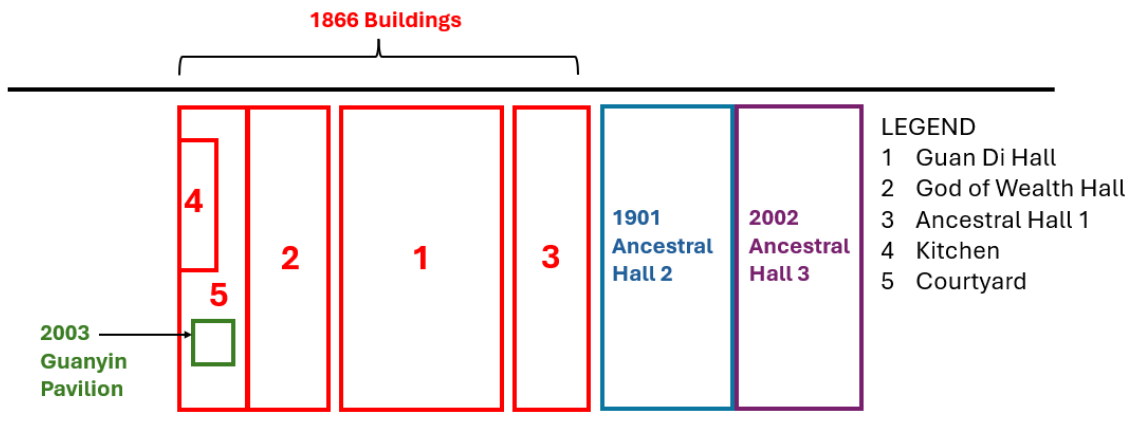 1866 Buildings
4
5
2
1
3
2003
Guanyin
Pavilion
1901
Ancestral
Hall 2
2002
Ancestral
Hall 3
LEGEND
1 Guan Di Hall
2 God of Wealth Hall
3 Ancestral Hall 1
4 Kitchen
5 Courtyard